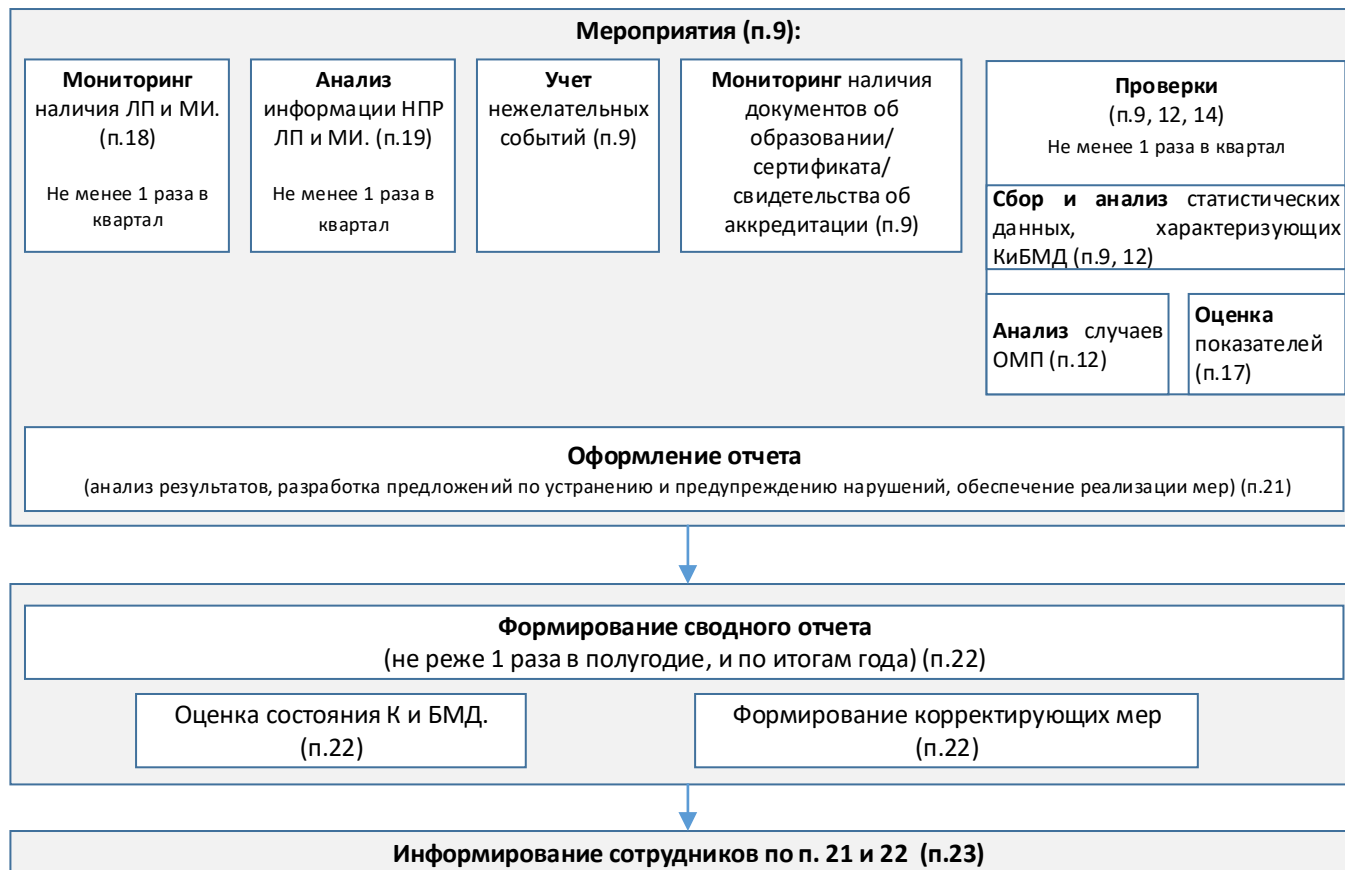 Мероприятия (п.9):
Мониторинг
наличия ЛП и МИ.
(п.18)
Не менее 1 раза в
квартал
Анализ
информации НПР
ЛП и МИ. (п.19)
Не менее 1 раза в
квартал
Учет
нежелательных
событий (п.9)
Мониторинг наличия
документов об
образовании/
сертификата/
свидетельства об
аккредитации (п.9)
Проверки
(п.9, 12, 14)
Не менее 1 раза в квартал
Сбор и анализ статистических
данных, характеризующих
КиБМД (п.9, 12)
Анализ случаев
ОМП (п.12)
Оценка
показателей
(п.17)
Оформление отчета
(анализ результатов, разработка предложений по устранению и предупреждению нарушений, обеспечение реализации мер) (п.21)
Формирование сводного отчета
(не реже 1 раза в полугодие, и по итогам года) (п.22)
Оценка состояния К и БМД.
(п.22)
Формирование корректирующих мер
(п.22)
Информирование сотрудников по п. 21 и 22 (п.23)